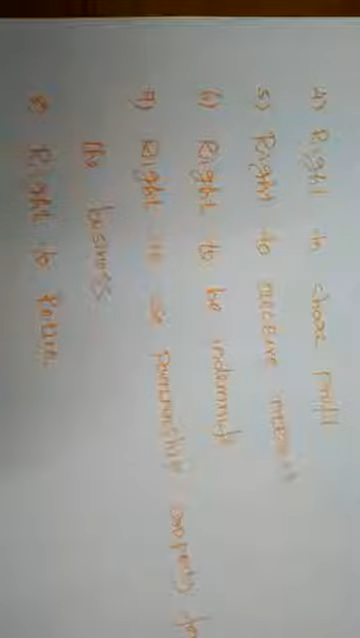 4) Right to share profit
5) Right to receive interest
6) Right to be indemnify
7) Right to use partnership property for
the business
8) Right to retire.